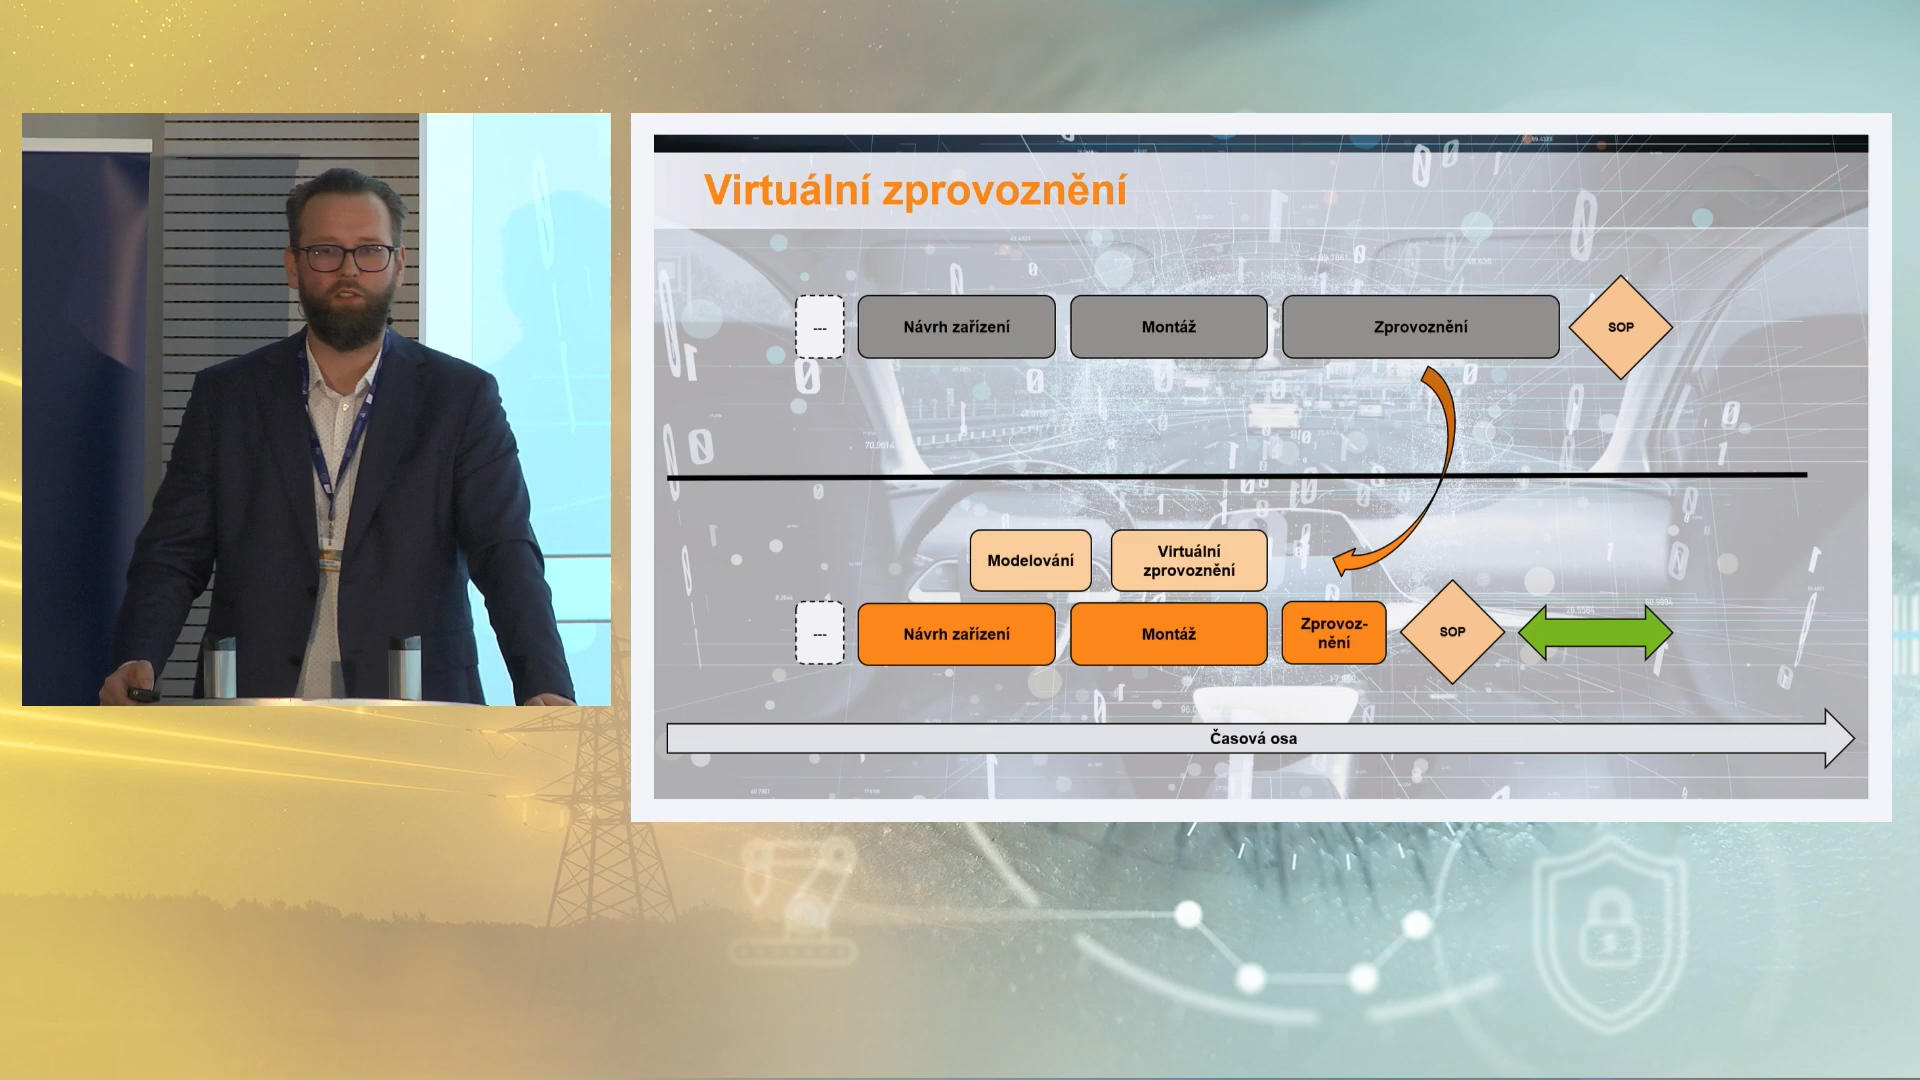 Virtuální zprovoznění
---
Návrh zařízení
Montáž
Zprovoznění
SOP
Modelování
Virtuální
zprovoznění
---
Návrh zařízení
Montáž
Zprovoz-
nění
SOP
Časová osa